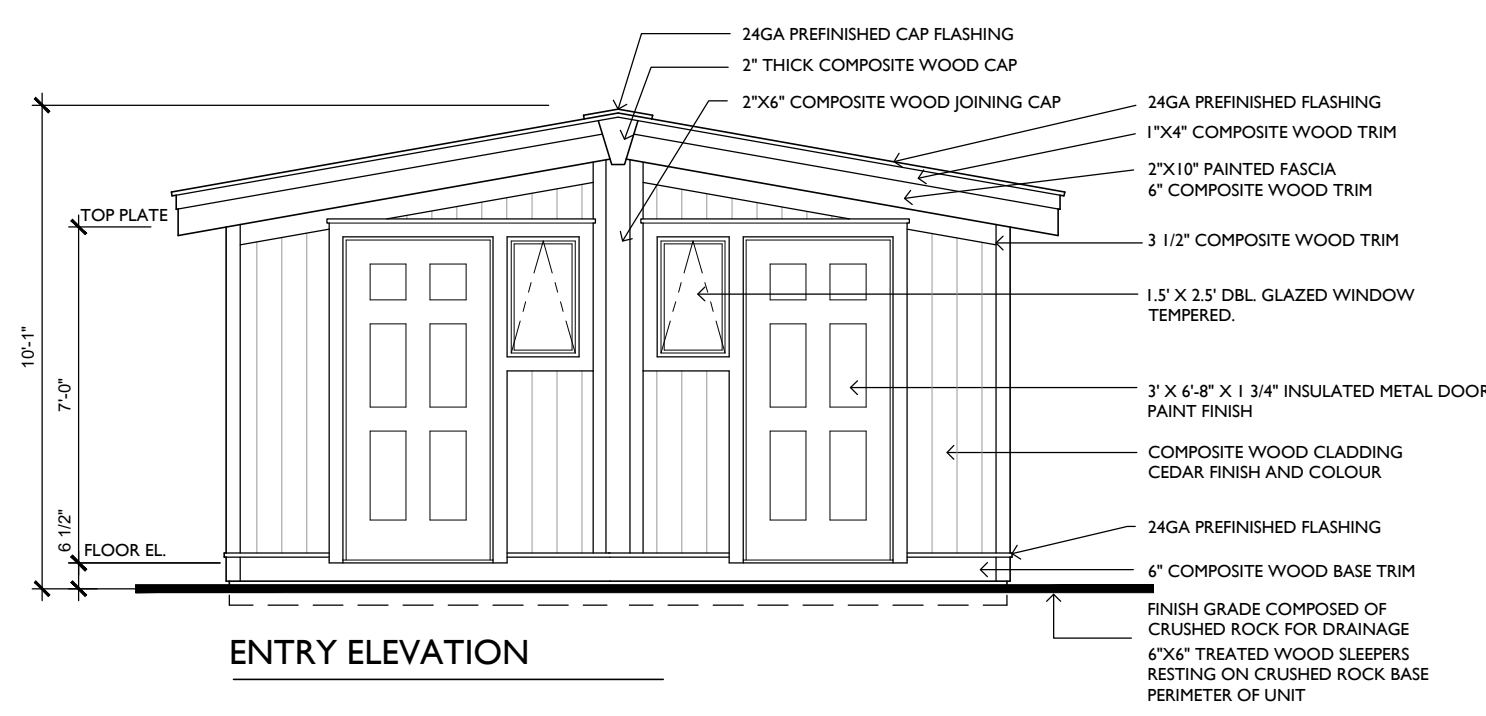 24GA PREFINISHED CAP FLASHING
2" THICK COMPOSITE WOOD CAP
2"X6" COMPOSITE WOOD JOINING CAP
24GA PREFINISHED FLASHING
1"X4" COMPOSITE WOOD TRIM
2"X10" PAINTED FASCIA
6" COMPOSITE WOOD TRIM
TOP PLATE
3 1/2" COMPOSITE WOOD TRIM
1.5' X 2.5' DBL. GLAZED WINDOW
TEMPERED.
10'-1"
7'-0"
3' X 6'-8" X 1 3/4" INSULATED METAL DOOR
PAINT FINISH
COMPOSITE WOOD CLADDING
CEDAR FINISH AND COLOUR
6 1/2"
FLOOR EL.
24GA PREFINISHED FLASHING
6" COMPOSITE WOOD BASE TRIM
FINISH GRADE COMPOSED OF
CRUSHED ROCK FOR DRAINAGE
6"X6" TREATED WOOD SLEEPERS
RESTING ON CRUSHED ROCK BASE
PERIMETER OF UNIT
ENTRY ELEVATION